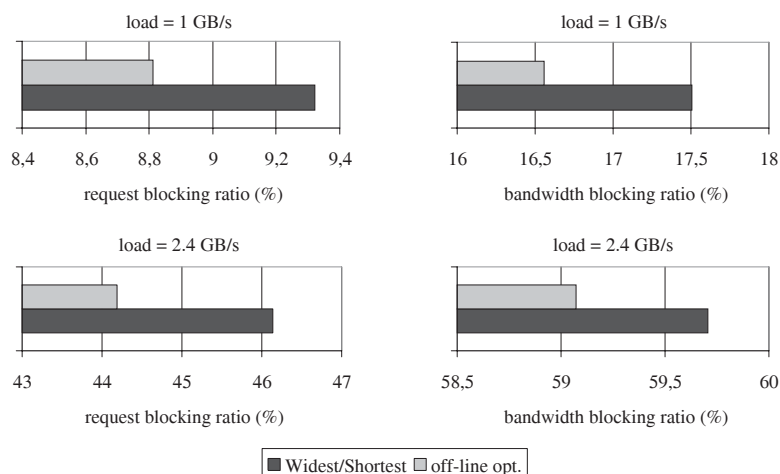 load = 1 GB/s
8,4 8,6 8,8 9 9,2 9,4
request blocking ratio (%)
load = 1 GB/s
16 16,5 17 17,5 18
bandwidth blocking ratio (%)
load = 2.4 GB/s
43 44 45 46 47
request blocking ratio (%)
load = 2.4 GB/s
58,5 59 59,5 60
bandwidth blocking ratio (%)
Widest/Shortest off-line opt.